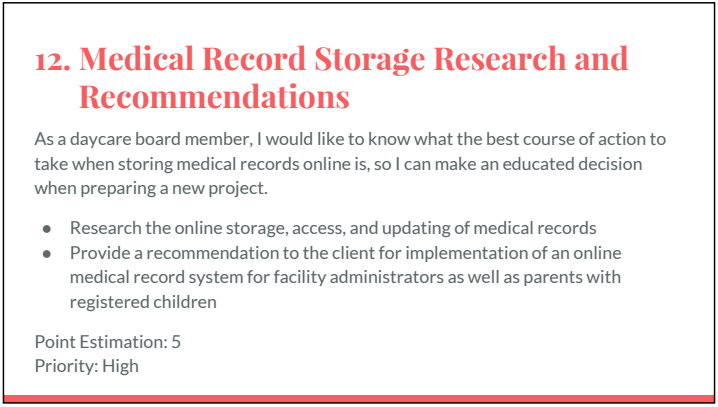 12. Medical Record Storage Research and
Recommendations
As a daycare board member, I would like to know what the best course of action to
take when storing medical records online is, so I can make an educated decision
when preparing a new project.
● Research the online storage, access, and updating of medical records
● Provide a recommendation to the client for implementation of an online
medical record system for facility administrators as well as parents with
registered children
Point Estimation: 5
Priority: High